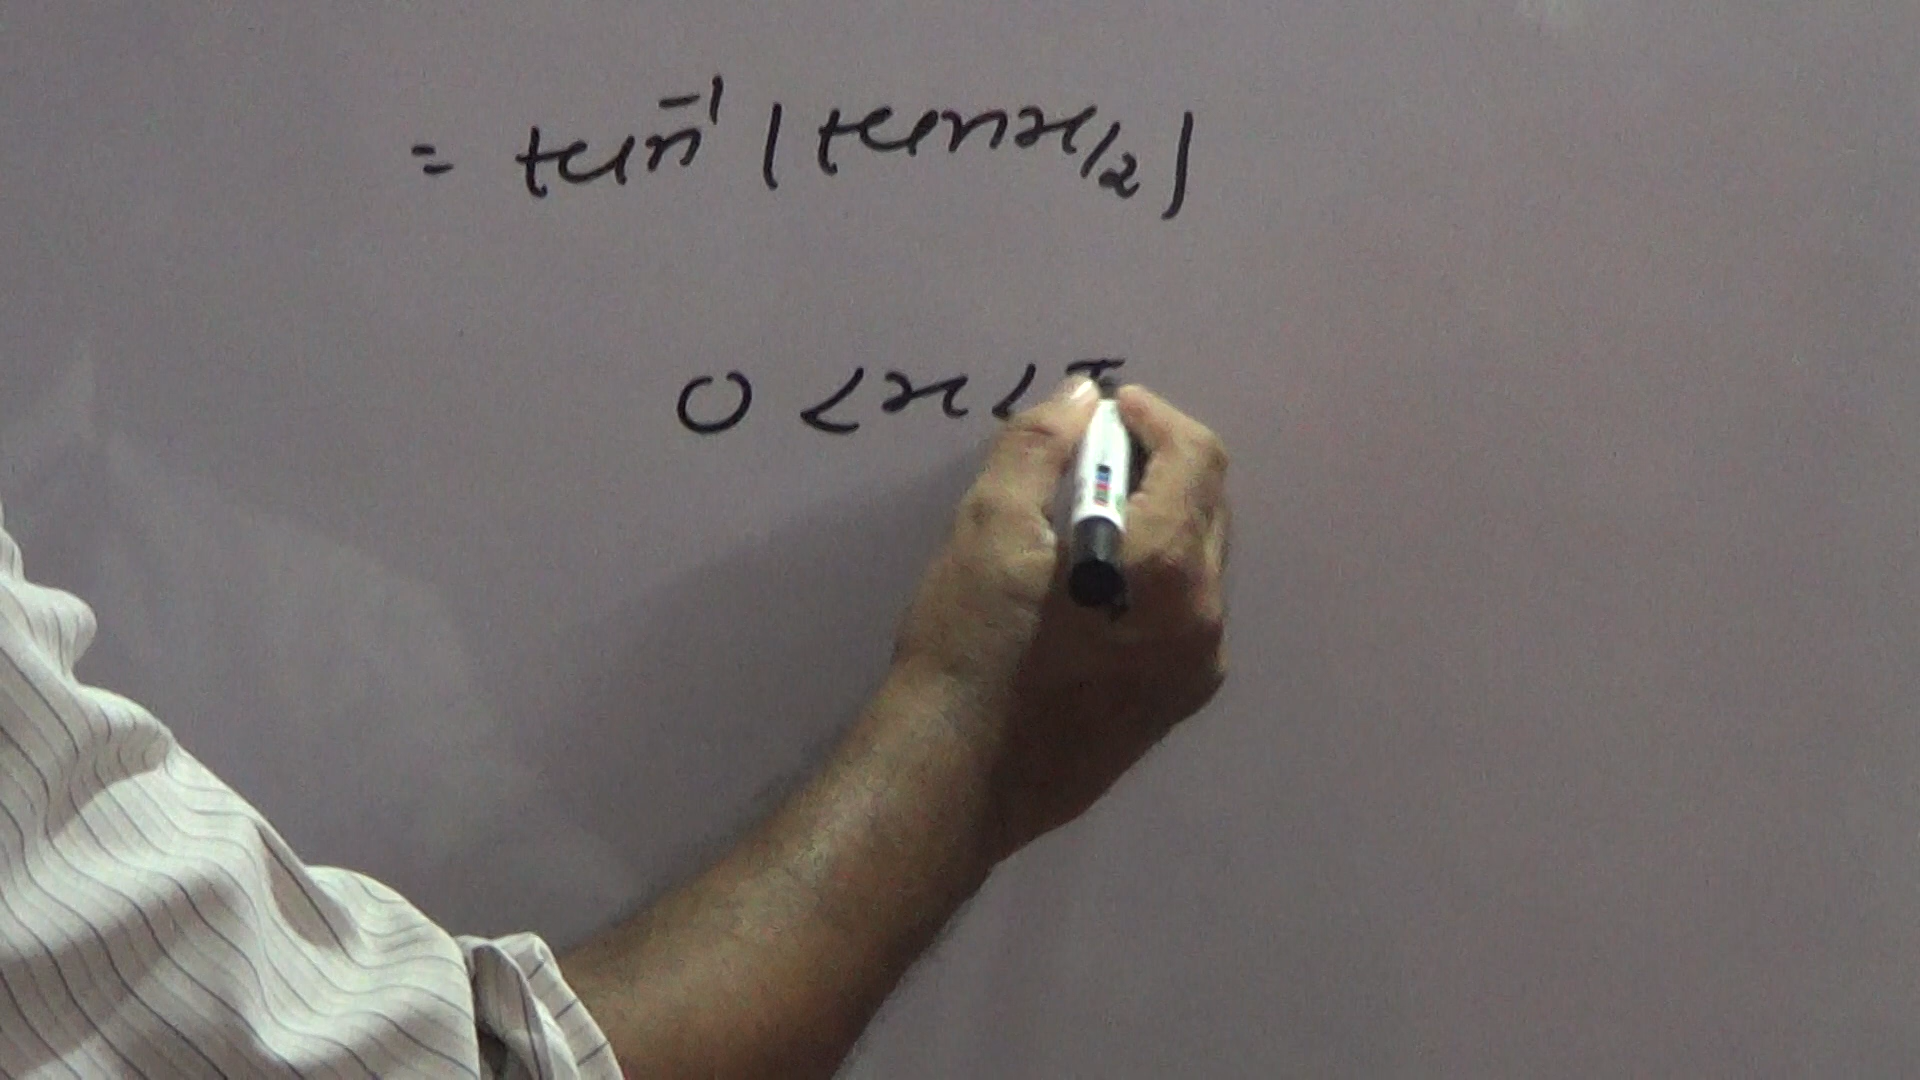 = tan⁻¹ |tan x/2|
0 < x < π